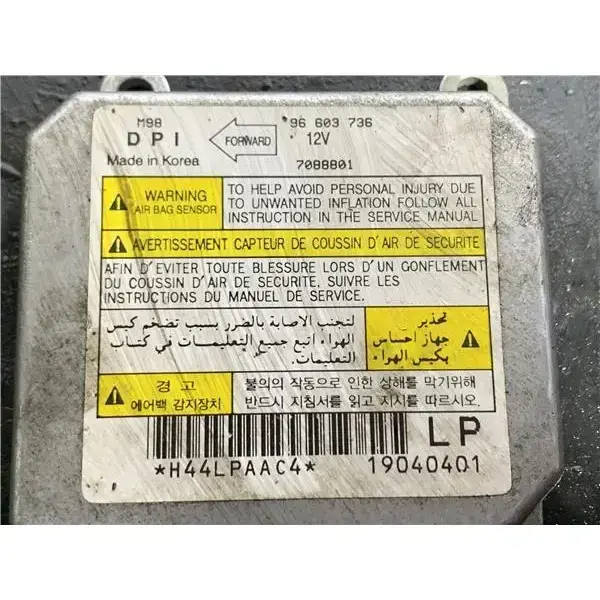 M98 96 603 736
DPI FORWARD 12V
Made in Korea 7088801
WARNING
AIR BAG SENSOR
TO HELP AVOID PERSONAL INJURY DUE
TO UNWANTED INFLATION FOLLOW ALL
INSTRUCTION IN THE SERVICE MANUAL
AVERTISSEMENT CAPTEUR DE COUSSIN D'AIR DE SECURITE
AFIN D'EVITER TOUTE BLESSURE LORS D'UN GONFLEMENT
DU COUSSIN D'AIR DE SECURITE, SUIVRE LES
INSTRUCTIONS DU MANUEL DE SERVICE.
تحذير
جهاز احساس
بكيس الهواء
لتجنب الاصابة بالضرر بسبب تضخم كيس
الهواء اتبع جميع التعليمات في كتاب
التعليمات.
경 고
에어백 감지장치
불의의 작동으로 인한 상해를 막기위해
반드시 지침서를 읽고 지시를 따르시오.
LP
*H44LPAAC4* 19040401